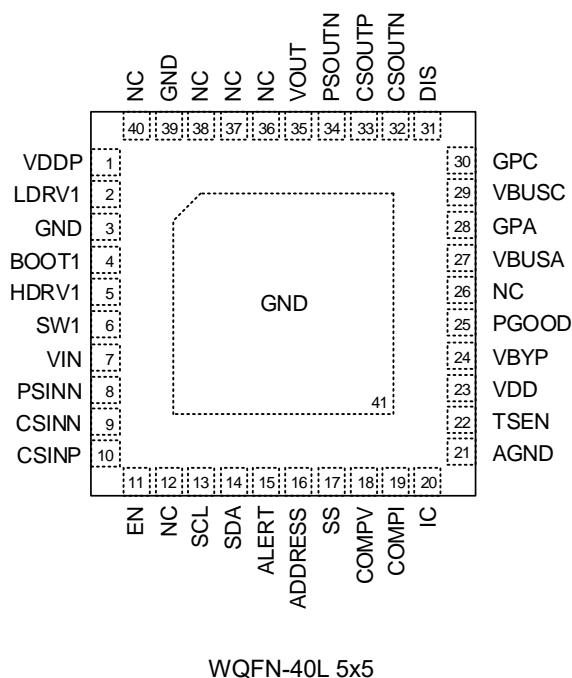 NC
GND
NC
NC
NC
VOUT
PSOUTN
CSOUTP
CSOUTN
DIS
40 39 38 37 36 35 34 33 32 31
VDDP 1
LDRV1 2
GND 3
BOOT1 4
HDRV1 5
SW1 6
VIN 7
PSINN 8
CSINN 9
CSINP 10
GND
41
30 GPC
29 VBUSC
28 GPA
27 VBUSA
26 NC
25 PGOOD
24 VBYP
23 VDD
22 TSEN
21 AGND
11 12 13 14 15 16 17 18 19 20
EN
NC
SCL
SDA
ALERT
ADDRESS
SS
COMPV
COMPI
IC
WQFN-40L 5x5